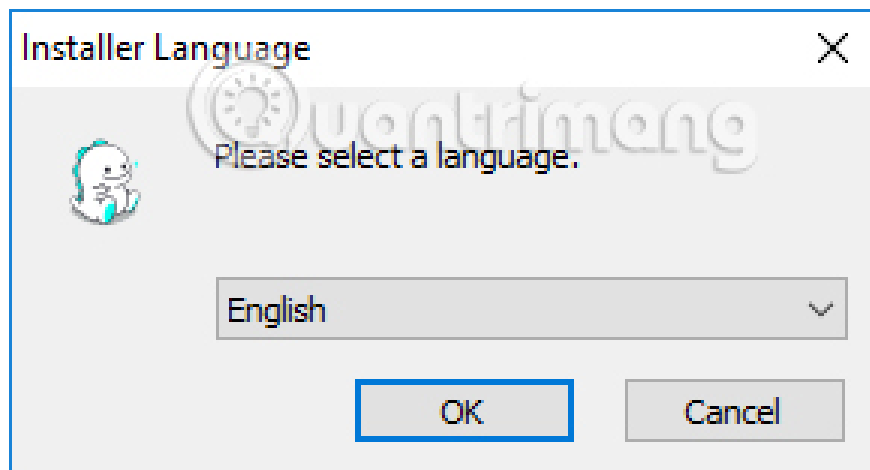 Installer Language
Quantrimang
Please select a language.
English
OK
Cancel